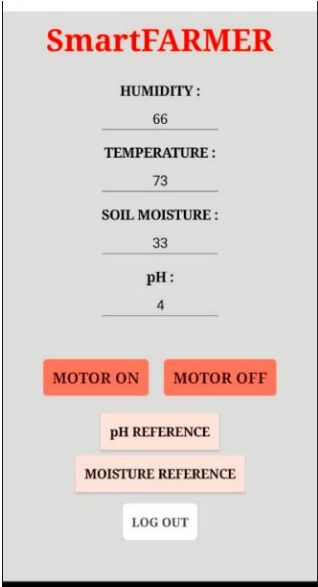 SmartFARMER
HUMIDITY :
66
TEMPERATURE :
73
SOIL MOISTURE :
33
pH :
4
MOTOR ON MOTOR OFF
pH REFERENCE
MOISTURE REFERENCE
LOG OUT